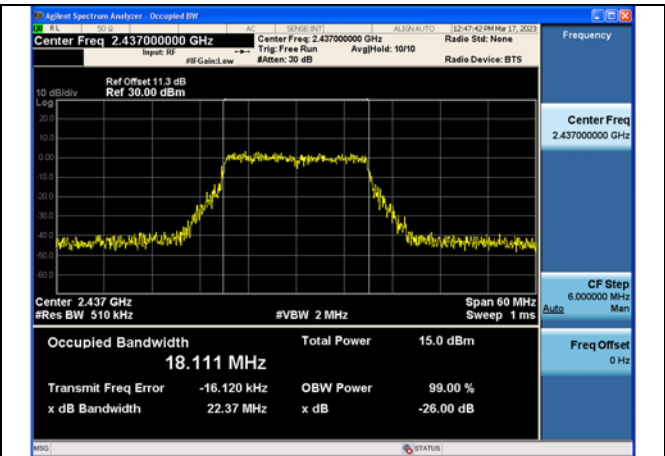 Agilent Spectrum Analyzer - Occupied BW
RL 50 Ω AC SENSE:INT ALIGN AUTO 12:47:42 PM Mar 17, 2023
Center Freq 2.437000000 GHz
Center Freq: 2.437000000 GHz
Radio Std: None
Input: RF
Trig: Free Run
Avg|Hold: 10/10
#IFGain:Low
#Atten: 30 dB
Radio Device: BTS
Frequency
Ref Offset 11.3 dB
10 dB/div
Ref 30.00 dBm
Log
20.0
10.0
0.00
-10.0
-20.0
-30.0
-40.0
-50.0
-60.0
Center Freq
2.437000000 GHz
Center 2.437 GHz
Span 60 MHz
#Res BW 510 kHz
#VBW 2 MHz
Sweep 1 ms
CF Step
6.000000 MHz
Auto Man
Occupied Bandwidth
Total Power 15.0 dBm
18.111 MHz
Transmit Freq Error -16.120 kHz
OBW Power 99.00 %
x dB Bandwidth 22.37 MHz
x dB -26.00 dB
Freq Offset
0 Hz
MSG
STATUS